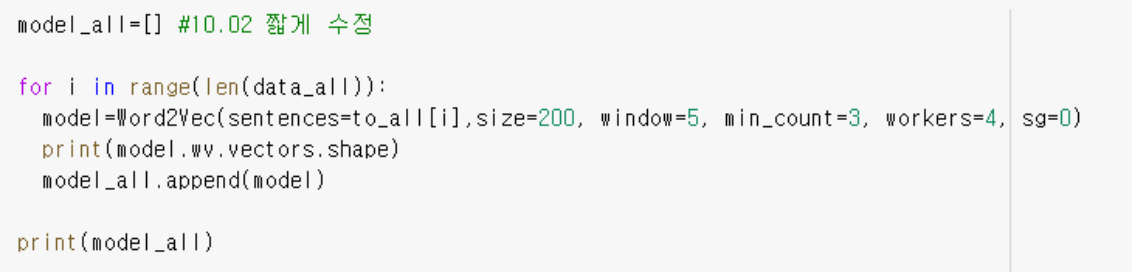 model_all=[] #10.02 짧게 수정
for i in range(len(data_all)):
model=Word2Vec(sentences=to_all[i],size=200, window=5, min_count=3, workers=4, sg=0)
print(model.wv.vectors.shape)
model_all.append(model)
print(model_all)